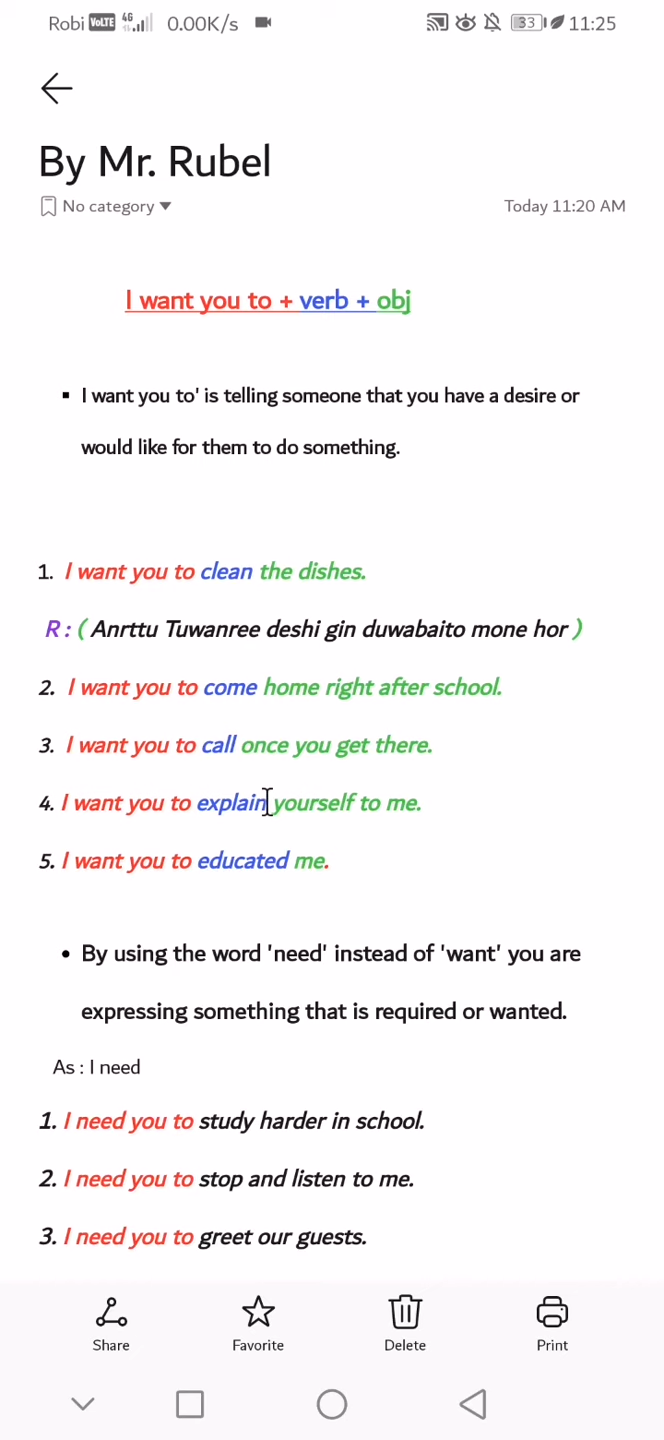 Robi VoLTE 4G 0.00K/s 33 11:25
By Mr. Rubel
No category Today 11:20 AM
I want you to + verb + obj
▪ I want you to' is telling someone that you have a desire or
would like for them to do something.
1. I want you to clean the dishes.
R : ( Anrttu Tuwanree deshi gin duwabaito mone hor )
2. I want you to come home right after school.
3. I want you to call once you get there.
4. I want you to explain yourself to me.
5. I want you to educated me.
• By using the word 'need' instead of 'want' you are
expressing something that is required or wanted.
As : I need
1. I need you to study harder in school.
2. I need you to stop and listen to me.
3. I need you to greet our guests.
Share Favorite Delete Print